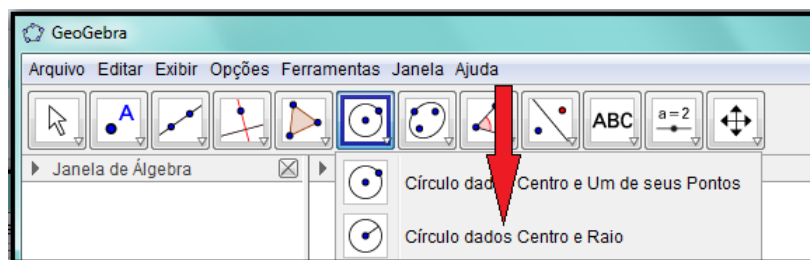 GeoGebra
Arquivo Editar Exibir Opções Ferramentas Janela Ajuda
A ABC a=2
Janela de Álgebra
Círculo dados Centro e Um de seus Pontos
Círculo dados Centro e Raio